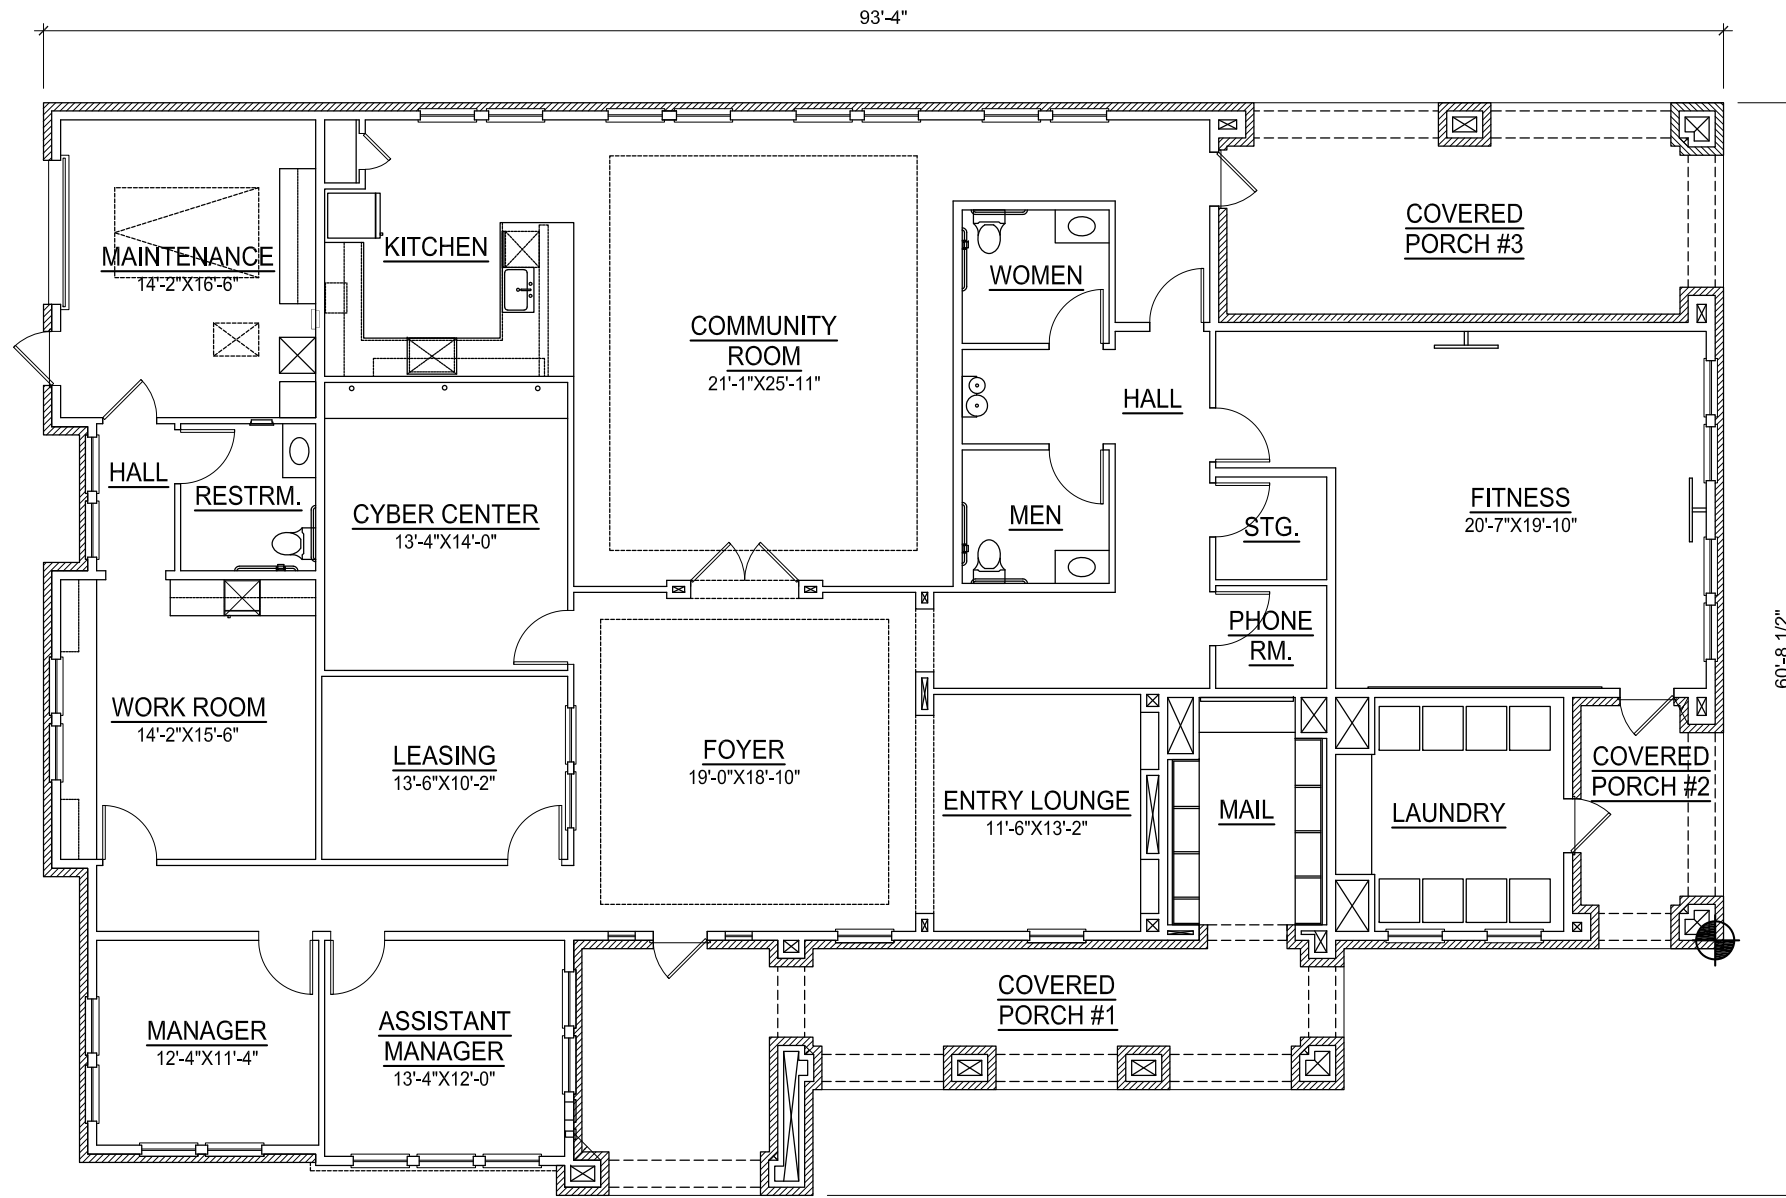 93'-4"
COVERED
PORCH #3
KITCHEN
MAINTENANCE
14'-2"X16'-6"
WOMEN
COMMUNITY
ROOM
21'-1"X25'-11"
HALL
HALL
RESTRM.
CYBER CENTER
13'-4"X14'-0"
MEN
STG.
FITNESS
20'-7"X19'-10"
PHONE
RM.
60'-8 1/2"
WORK ROOM
14'-2"X15'-6"
LEASING
13'-6"X10'-2"
FOYER
19'-0"X18'-10"
ENTRY LOUNGE
11'-6"X13'-2"
MAIL
LAUNDRY
COVERED
PORCH #2
COVERED
PORCH #1
MANAGER
12'-4"X11'-4"
ASSISTANT
MANAGER
13'-4"X12'-0"